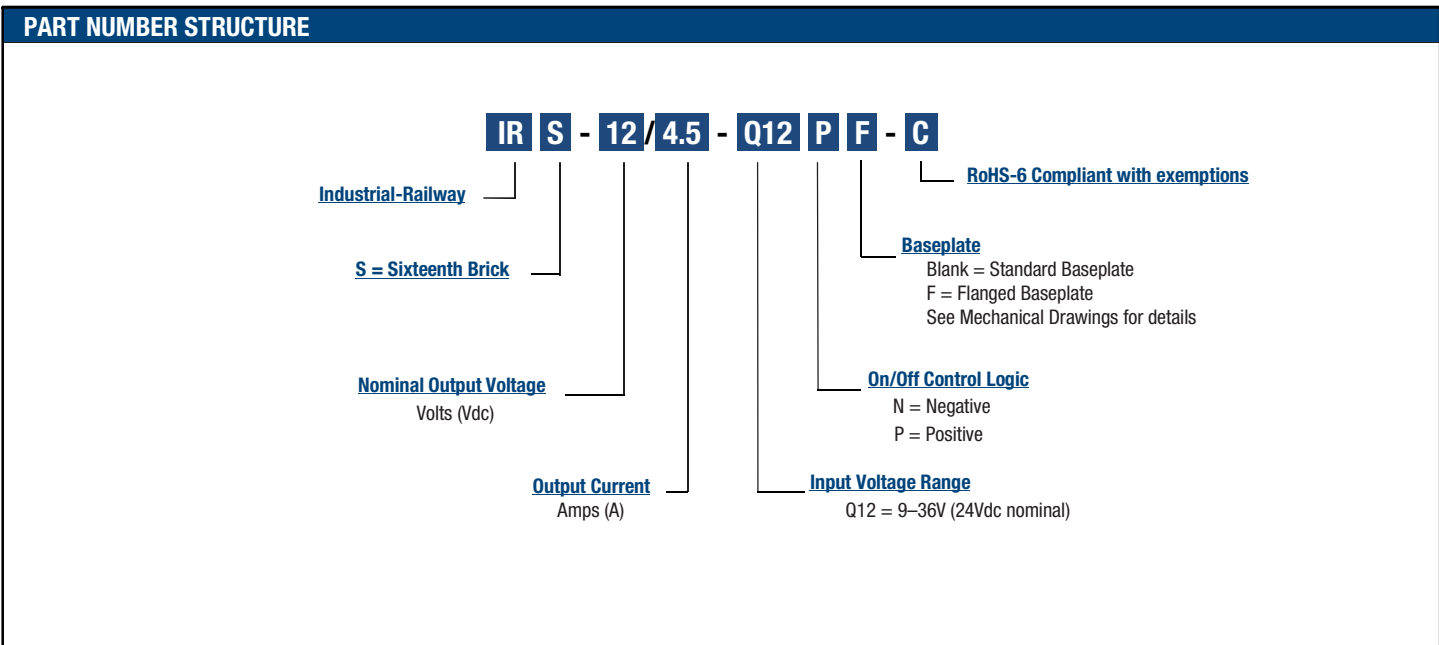 PART NUMBER STRUCTURE
IR S - 12 / 4.5 - Q12 P F - C
RoHS-6 Compliant with exemptions
Industrial-Railway
Baseplate
Blank = Standard Baseplate
F = Flanged Baseplate
See Mechanical Drawings for details
S = Sixteenth Brick
On/Off Control Logic
N = Negative
P = Positive
Nominal Output Voltage
Volts (Vdc)
Input Voltage Range
Q12 = 9–36V (24Vdc nominal)
Output Current
Amps (A)